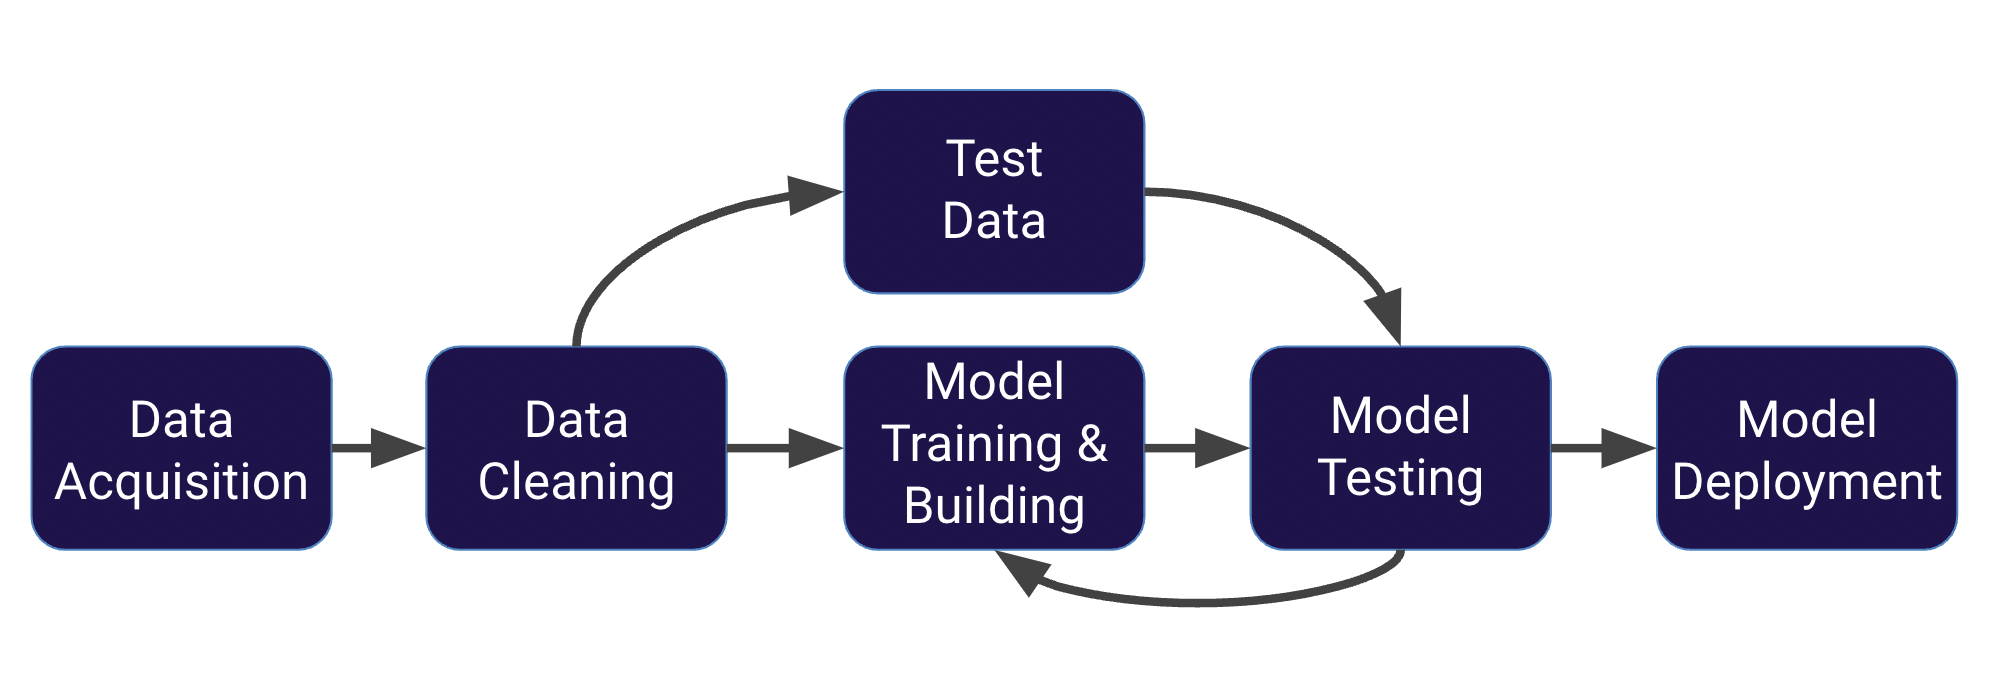 Test
Data
Data
Acquisition
Data
Cleaning
Model
Training &
Building
Model
Testing
Model
Deployment